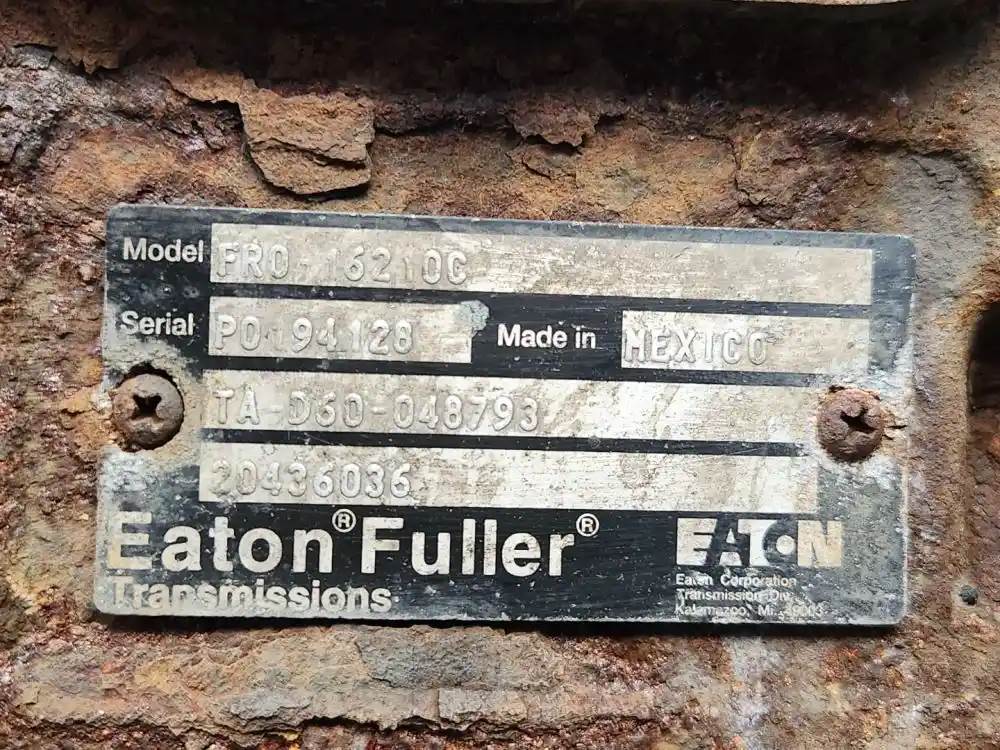 Model FRO-16210C
Serial P0194128 Made in MEXICO
TA-D60-048793
20436036
Eaton® Fuller®
Transmissions
EATON
Eaton Corporation
Transmission Div.
Kalamazoo, Mi. 49003